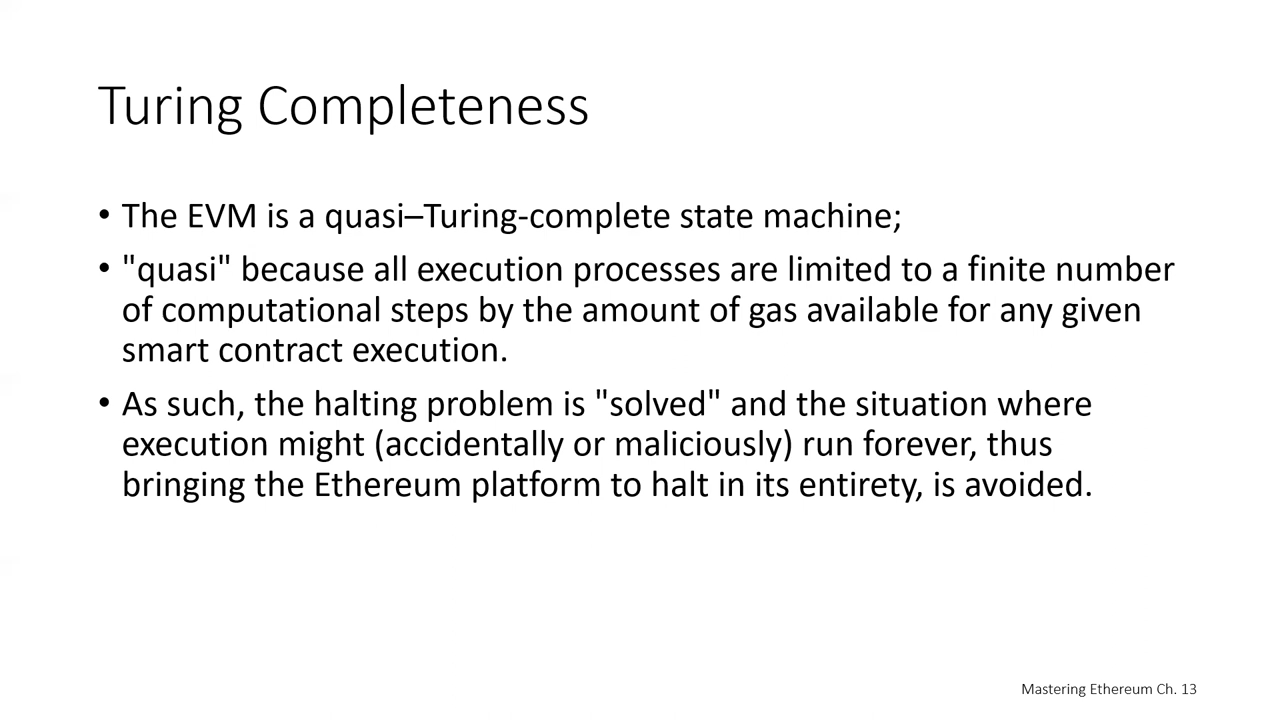 Turing Completeness
• The EVM is a quasi–Turing-complete state machine;
• "quasi" because all execution processes are limited to a finite number
of computational steps by the amount of gas available for any given
smart contract execution.
• As such, the halting problem is "solved" and the situation where
execution might (accidentally or maliciously) run forever, thus
bringing the Ethereum platform to halt in its entirety, is avoided.
Mastering Ethereum Ch. 13